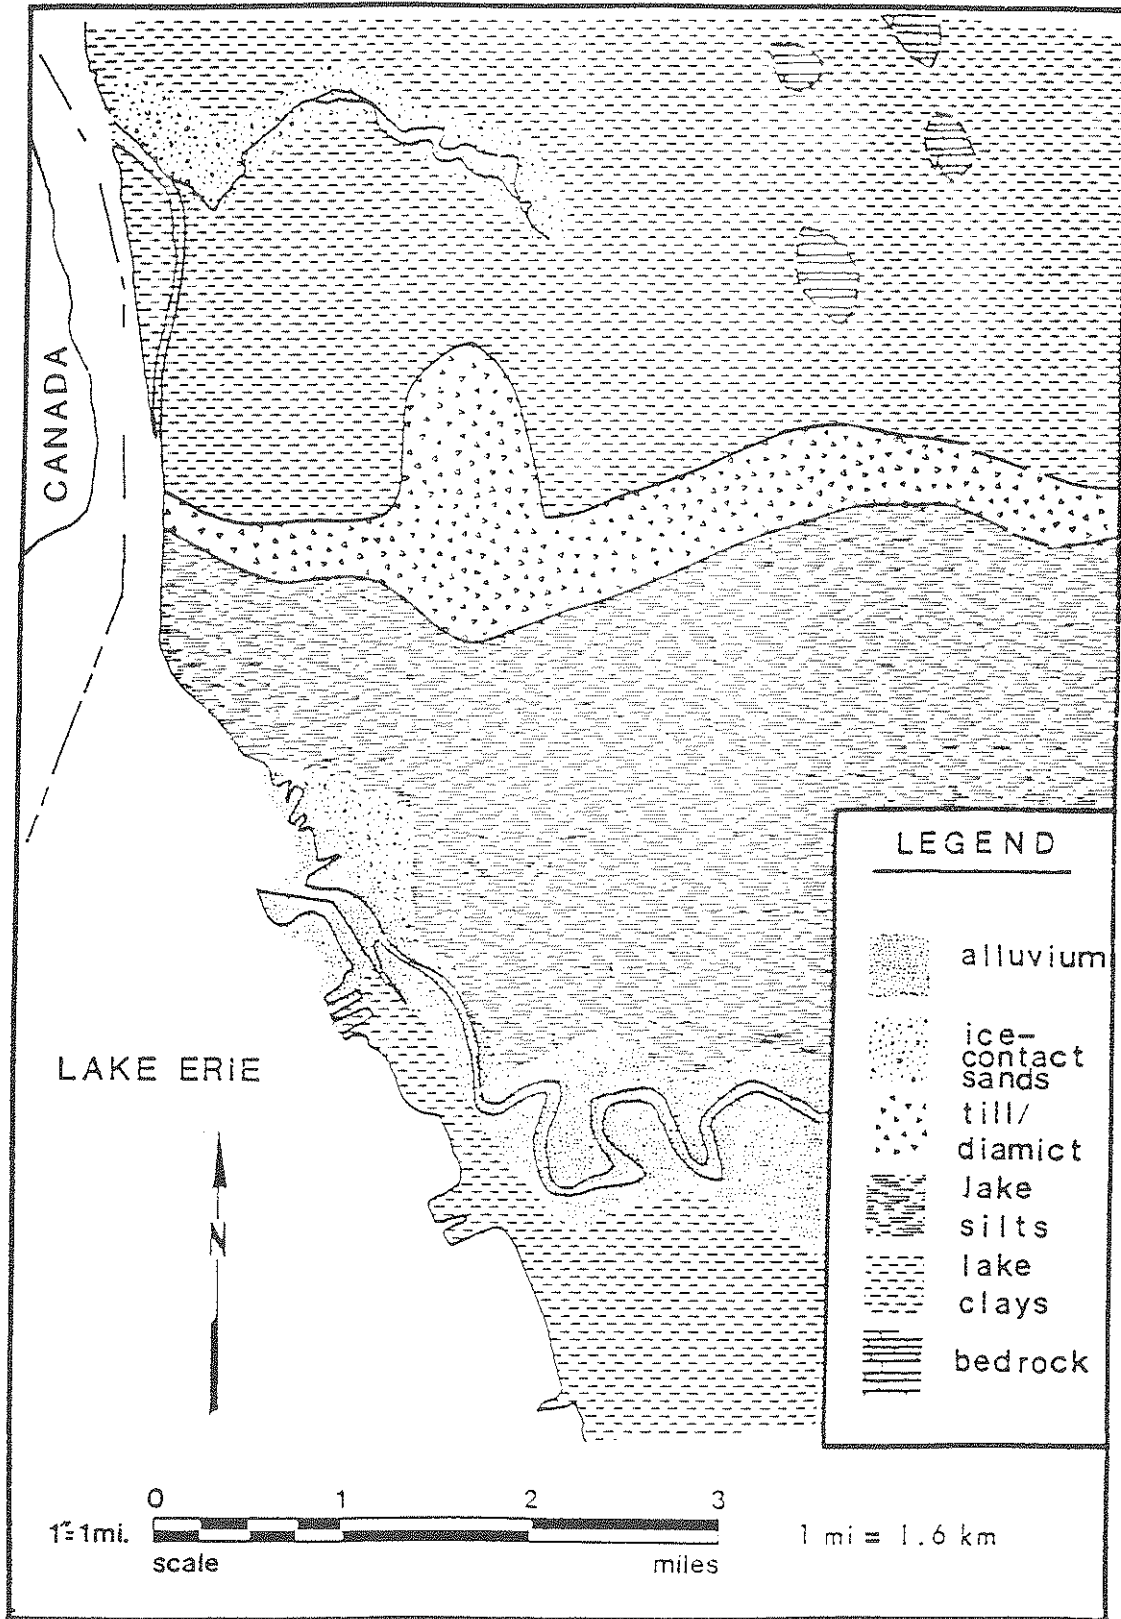 CANADA
LEGEND
alluvium
ice-
contact
sands
till/
diamict
lake
silts
lake
clays
bedrock
LAKE ERIE
N
0 1 2 3
1"=1mi.
scale
miles
1 mi = 1.6 km